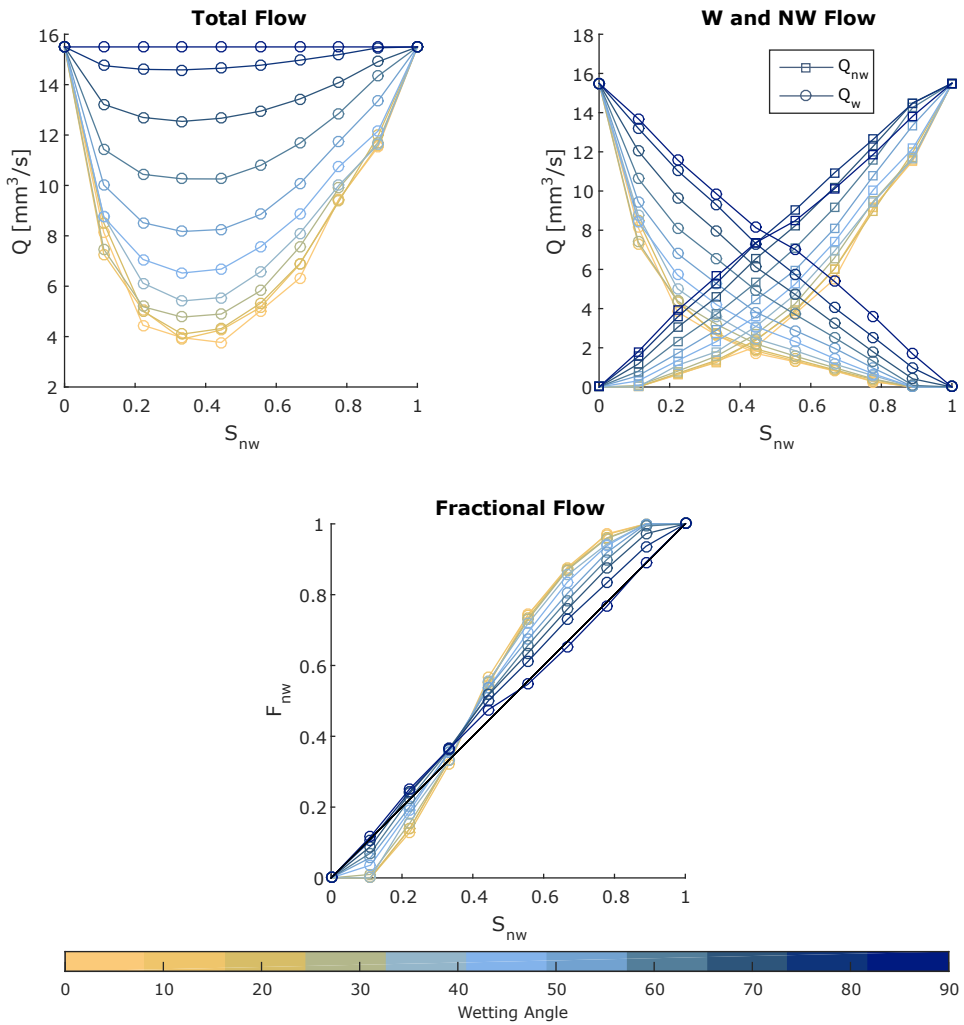 Total Flow
16
14
12
10
8
6
4
2
Q [mm³/s]
0 0.2 0.4 0.6 0.8 1
S_nw
W and NW Flow
18
16
14
12
10
8
6
4
2
0
Q [mm³/s]
Q_nw
Q_w
0 0.2 0.4 0.6 0.8 1
S_nw
Fractional Flow
1
0.8
0.6
0.4
0.2
0
F_nw
0 0.2 0.4 0.6 0.8 1
S_nw
0 10 20 30 40 50 60 70 80 90
Wetting Angle